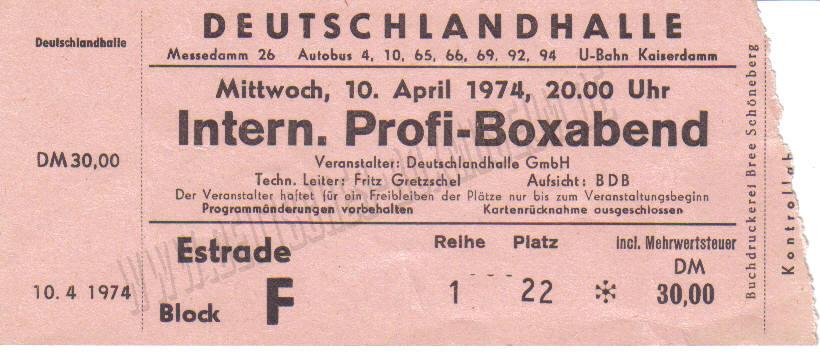 Deutschlandhalle
DM 30,00
10. 4 1974
DEUTSCHLANDHALLE
Messedamm 26 Autobus 4, 10, 65, 66, 69, 92, 94 U-Bahn Kaiserdamm
Mittwoch, 10. April 1974, 20.00 Uhr
Intern. Profi-Boxabend
Veranstalter: Deutschlandhalle GmbH
Techn. Leiter: Fritz Gretzschel Aufsicht: BDB
Der Veranstalter haftet für ein Freibleiben der Plätze nur bis zum Veranstaltungsbeginn
Programmänderungen vorbehalten Kartenrücknahme ausgeschlossen
Estrade Reihe Platz incl. Mehrwertsteuer
DM
Block F 1 22 * 30,00
Buchdruckerei Bree Schöneberg
Kontrollab